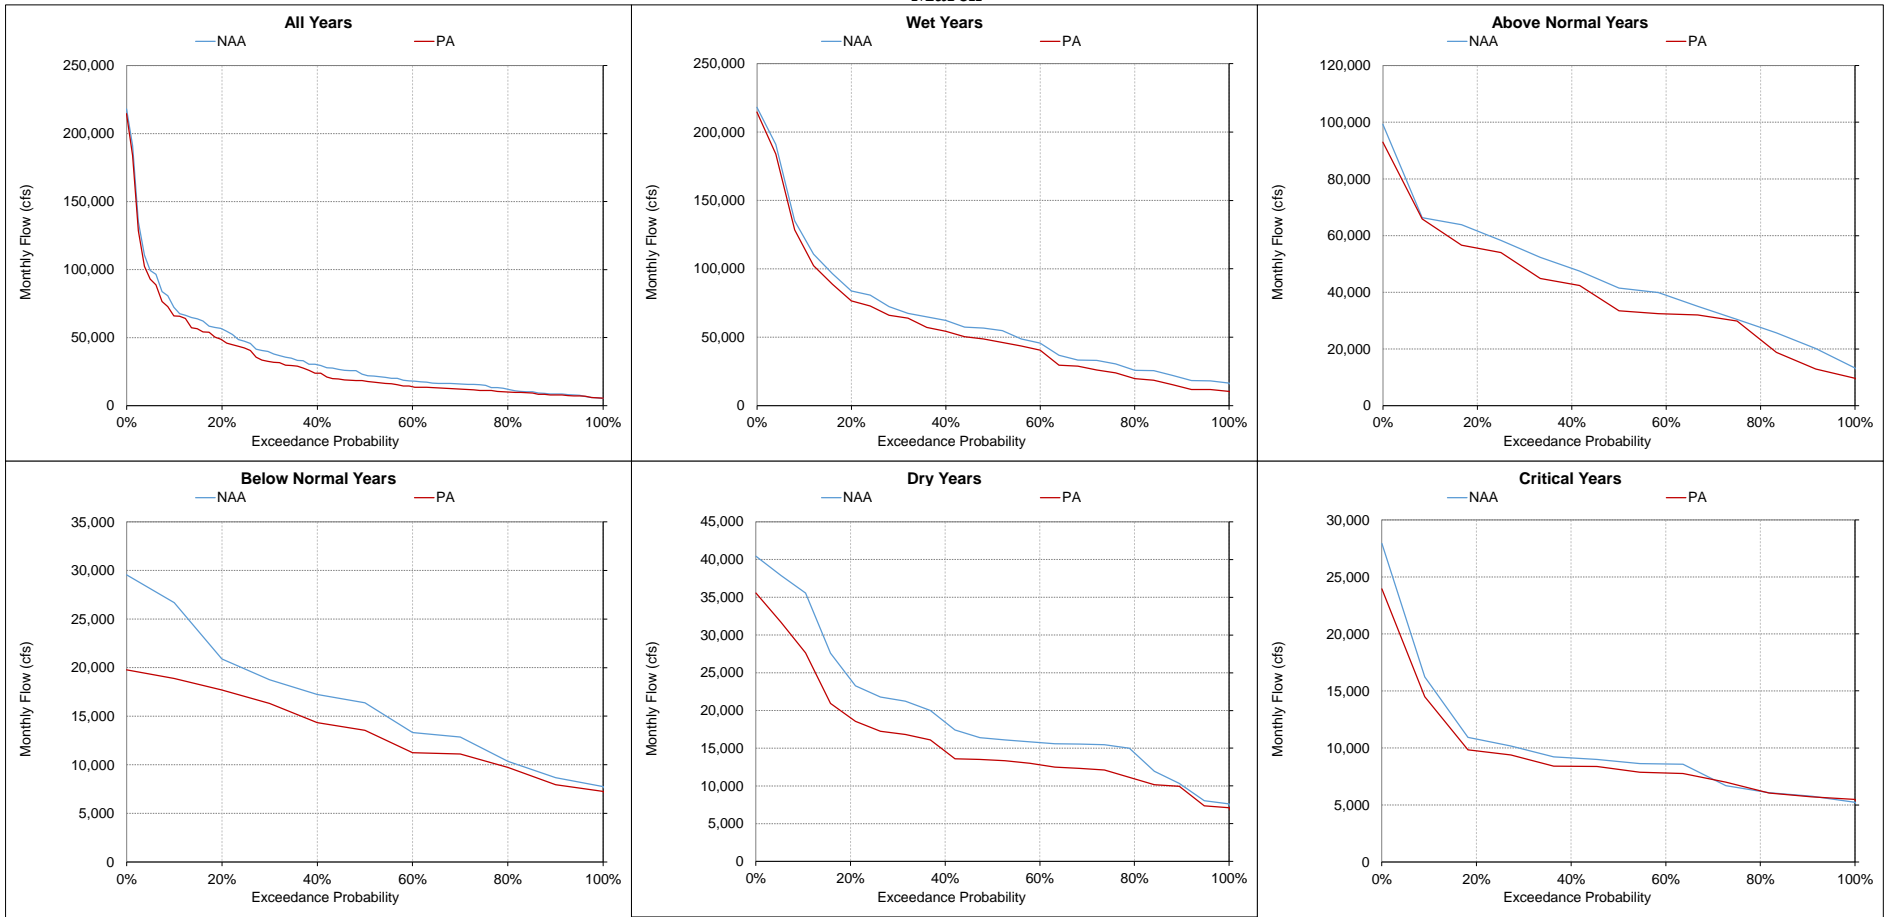 All Years
NAA PA
250,000
200,000
150,000
100,000
50,000
0
Monthly Flow (cfs)
0% 20% 40% 60% 80% 100%
Exceedance Probability
Wet Years
NAA PA
250,000
200,000
150,000
100,000
50,000
0
Monthly Flow (cfs)
0% 20% 40% 60% 80% 100%
Exceedance Probability
Above Normal Years
NAA PA
120,000
100,000
80,000
60,000
40,000
20,000
0
Monthly Flow (cfs)
0% 20% 40% 60% 80% 100%
Exceedance Probability
Below Normal Years
NAA PA
35,000
30,000
25,000
20,000
15,000
10,000
5,000
0
Monthly Flow (cfs)
0% 20% 40% 60% 80% 100%
Exceedance Probability
Dry Years
NAA PA
45,000
40,000
35,000
30,000
25,000
20,000
15,000
10,000
5,000
0
Monthly Flow (cfs)
0% 20% 40% 60% 80% 100%
Exceedance Probability
Critical Years
NAA PA
30,000
25,000
20,000
15,000
10,000
5,000
0
Monthly Flow (cfs)
0% 20% 40% 60% 80% 100%
Exceedance Probability